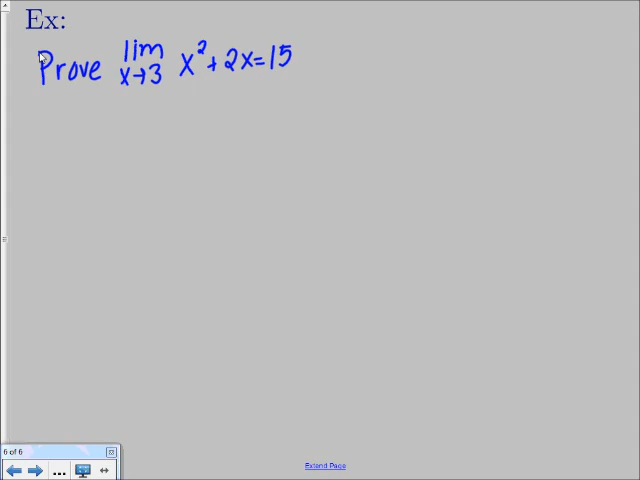 Ex:
Prove lim x→3 x² + 2x = 15
6 of 6
...
Extend Page